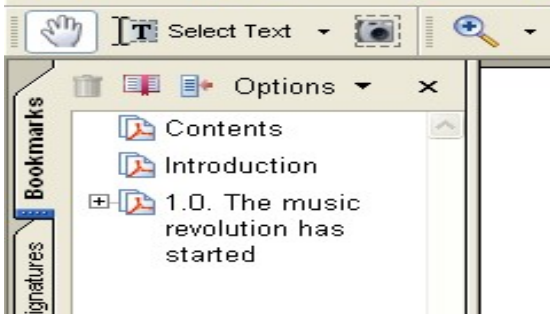 Select Text
Options
Bookmarks
Contents
Introduction
1.0. The music
revolution has
started
ignatures